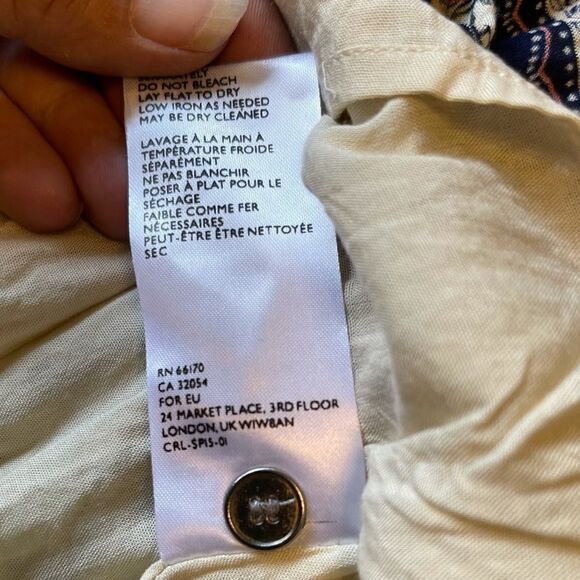 SEPARATELY
DO NOT BLEACH
LAY FLAT TO DRY
LOW IRON AS NEEDED
MAY BE DRY CLEANED
LAVAGE À LA MAIN À
TEMPÉRATURE FROIDE
SÉPARÉMENT
NE PAS BLANCHIR
POSER À PLAT POUR LE
SÉCHAGE
FAIBLE COMME FER
NÉCESSAIRES
PEUT-ÊTRE ÊTRE NETTOYÉE
SEC
RN 66170
CA 32054
FOR EU
24 MARKET PLACE, 3RD FLOOR
LONDON, UK W1W8AN
CRL-SP15-01